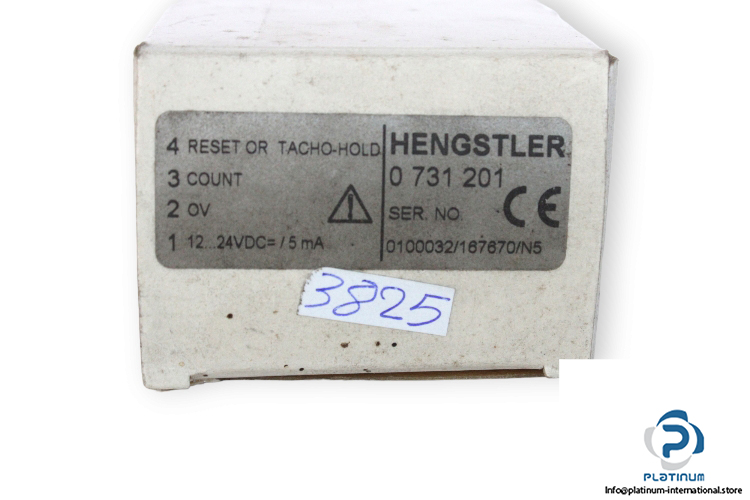 4 RESET OR TACHO-HOLD
3 COUNT
2 0V
1 12...24VDC= / 5 mA
HENGSTLER
0 731 201
SER. NO.
CE
0100032/167670/N5
3825
PLATINUM
Info@platinum-international.store